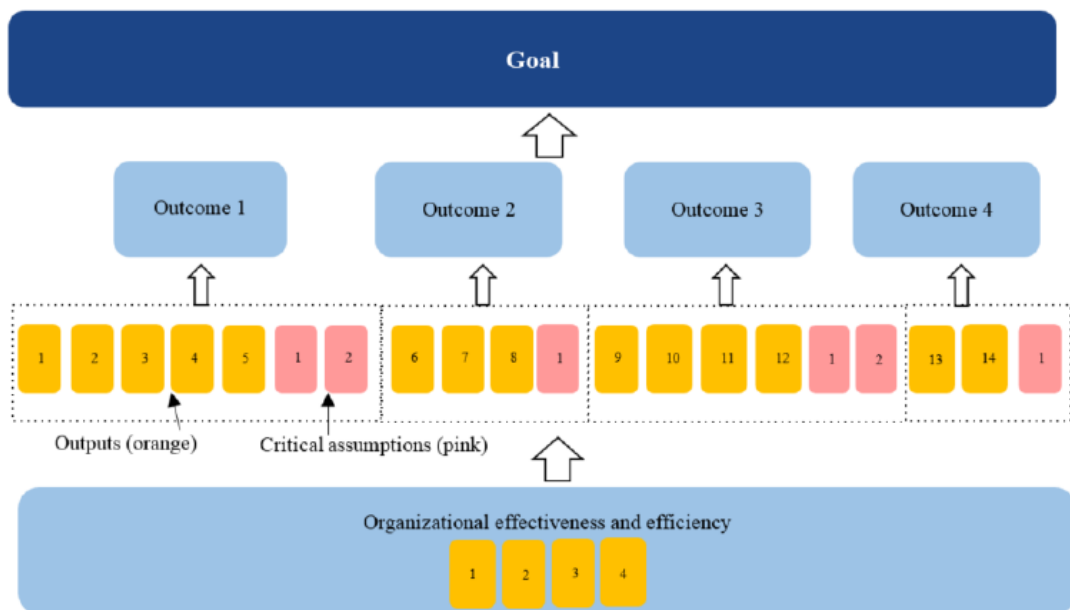 Goal
Outcome 1
Outcome 2
Outcome 3
Outcome 4
1 2 3 4 5 1 2 6 7 8 1 9 10 11 12 1 2 13 14 1
Outputs (orange)
Critical assumptions (pink)
Organizational effectiveness and efficiency
1 2 3 4